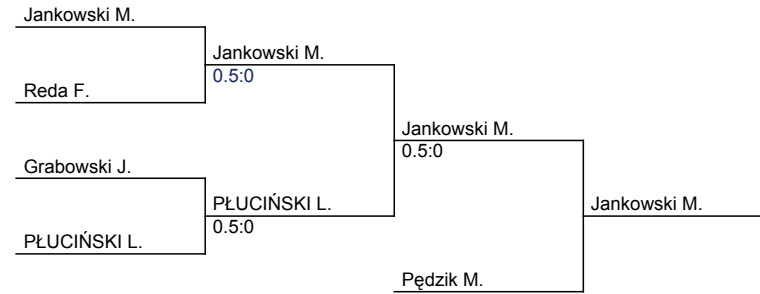 Jankowski M.
Jankowski M.
0.5:0
Reda F.
Jankowski M.
0.5:0
Grabowski J.
PŁUCIŃSKI L.
Jankowski M.
0.5:0
PŁUCIŃSKI L.
Pędzik M.